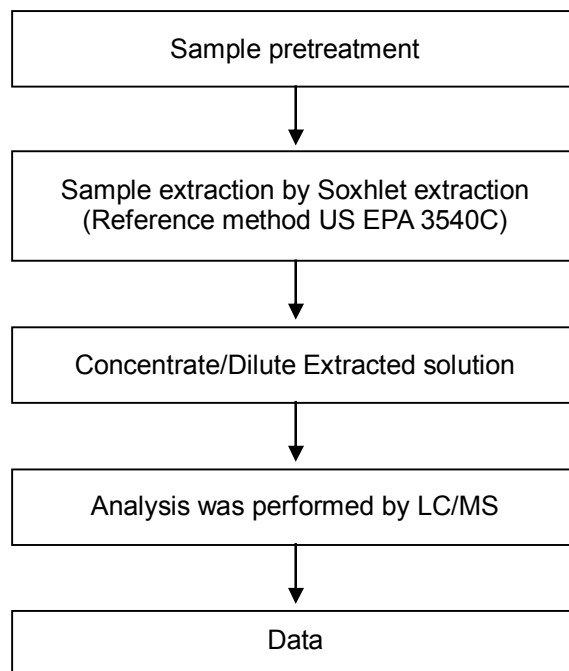 Sample pretreatment
Sample extraction by Soxhlet extraction
(Reference method US EPA 3540C)
Concentrate/Dilute Extracted solution
Analysis was performed by LC/MS
Data